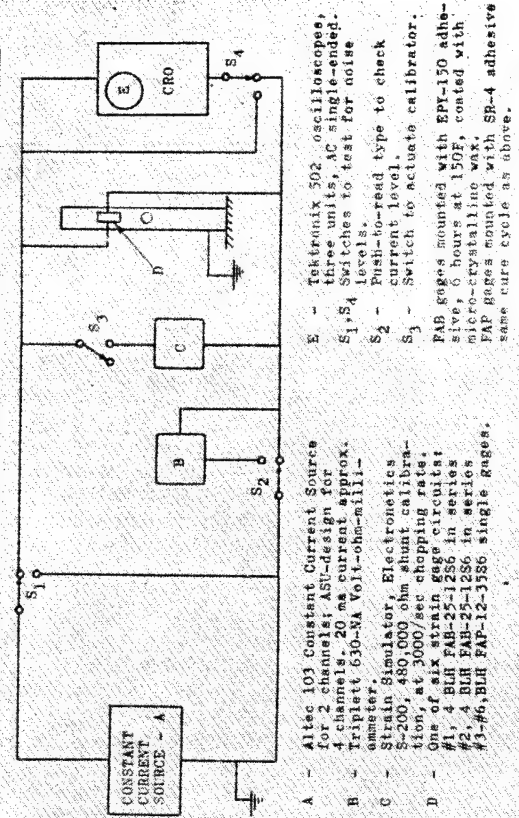 CONSTANT
CURRENT
SOURCE - A
S1
B
S2
S3
C
D
E
CRO
S4
A - Altec 103 Constant Current Source
for 2 channels; ASU-design for
4 channels. 20 ma current approx.
B - Triplett 630-NA Volt-ohm-milli-
ammeter.
C - Strain Simulator, Electronetics
S-200, 480,000 ohm shunt calibra-
tion, at 3000/sec chopping rate.
D - One of six strain gage circuits:
#1, 4 BLH FAB-25-12S6 in series
#2, 4 BLH FAB-25-12S6 in series
#3-#6, BLH FAP-12-35S6 single gages.
E - Tektronix 502 oscilloscopes,
three units, AC single-ended.
S1,S4 Switches to test for noise
levels.
S2 - Push-to-read type to check
current level.
S3 - Switch to actuate calibrator.
FAB gages mounted with EPY-150 adhe-
sive, 6 hours at 150F, coated with
micro-crystalline wax.
FAP gages mounted with SR-4 adhesive
same cure cycle as above.